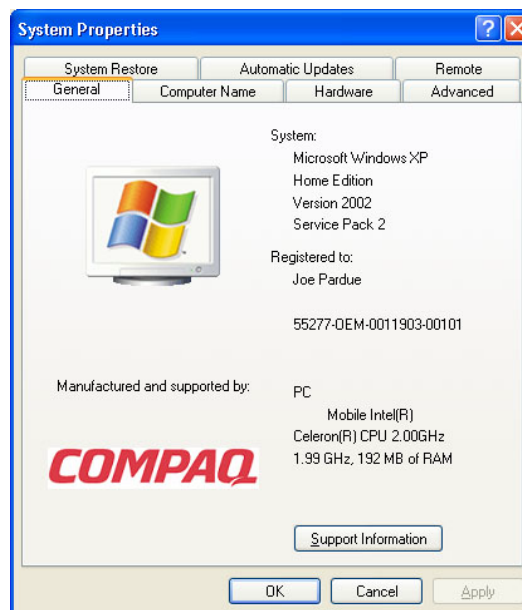 System Properties
System Restore
Automatic Updates
Remote
General
Computer Name
Hardware
Advanced
System:
Microsoft Windows XP
Home Edition
Version 2002
Service Pack 2
Registered to:
Joe Pardue
55277-OEM-0011903-00101
Manufactured and supported by:
COMPAQ
PC
Mobile Intel(R)
Celeron(R) CPU 2.00GHz
1.99 GHz, 192 MB of RAM
Support Information
OK
Cancel
Apply